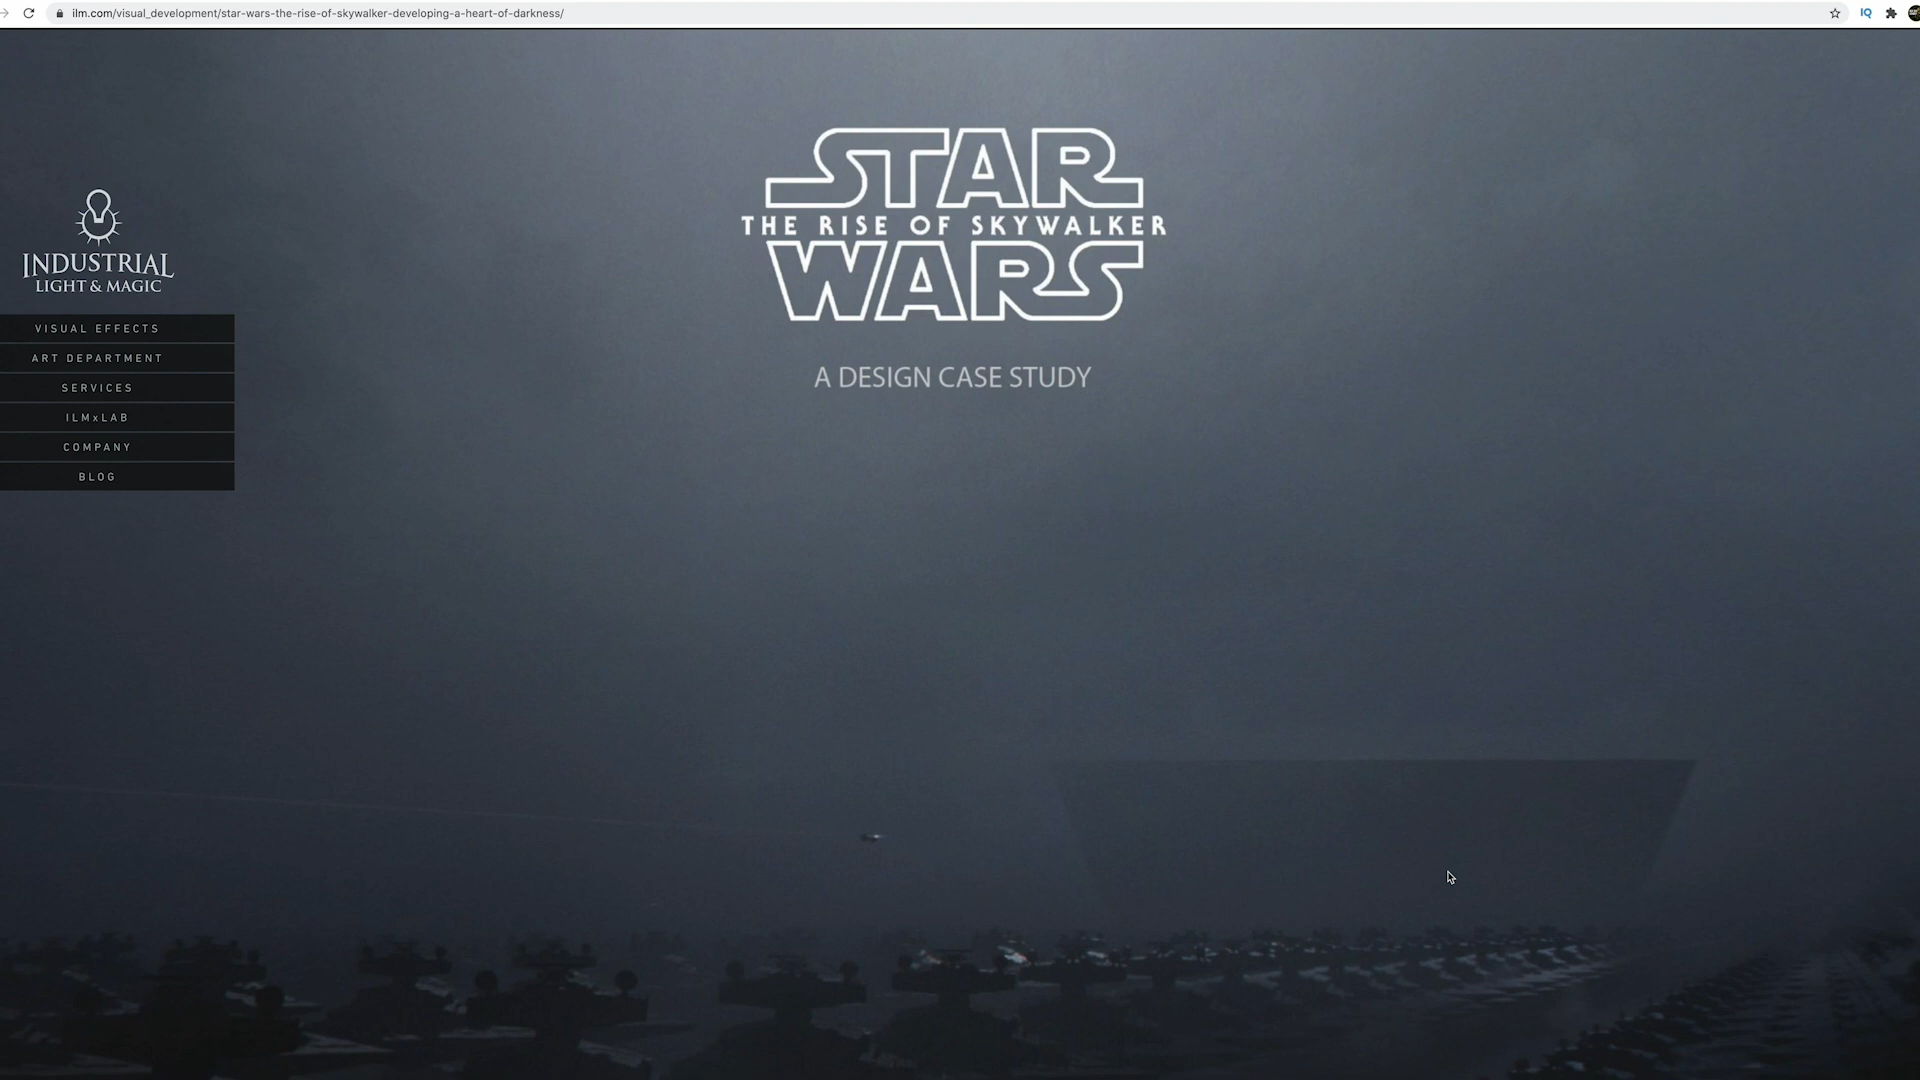 ilm.com/visual_development/star-wars-the-rise-of-skywalker-developing-a-heart-of-darkness/
IQ
STAR
THE RISE OF SKYWALKER
WARS
A DESIGN CASE STUDY
INDUSTRIAL
LIGHT & MAGIC
VISUAL EFFECTS
ART DEPARTMENT
SERVICES
ILMxLAB
COMPANY
BLOG